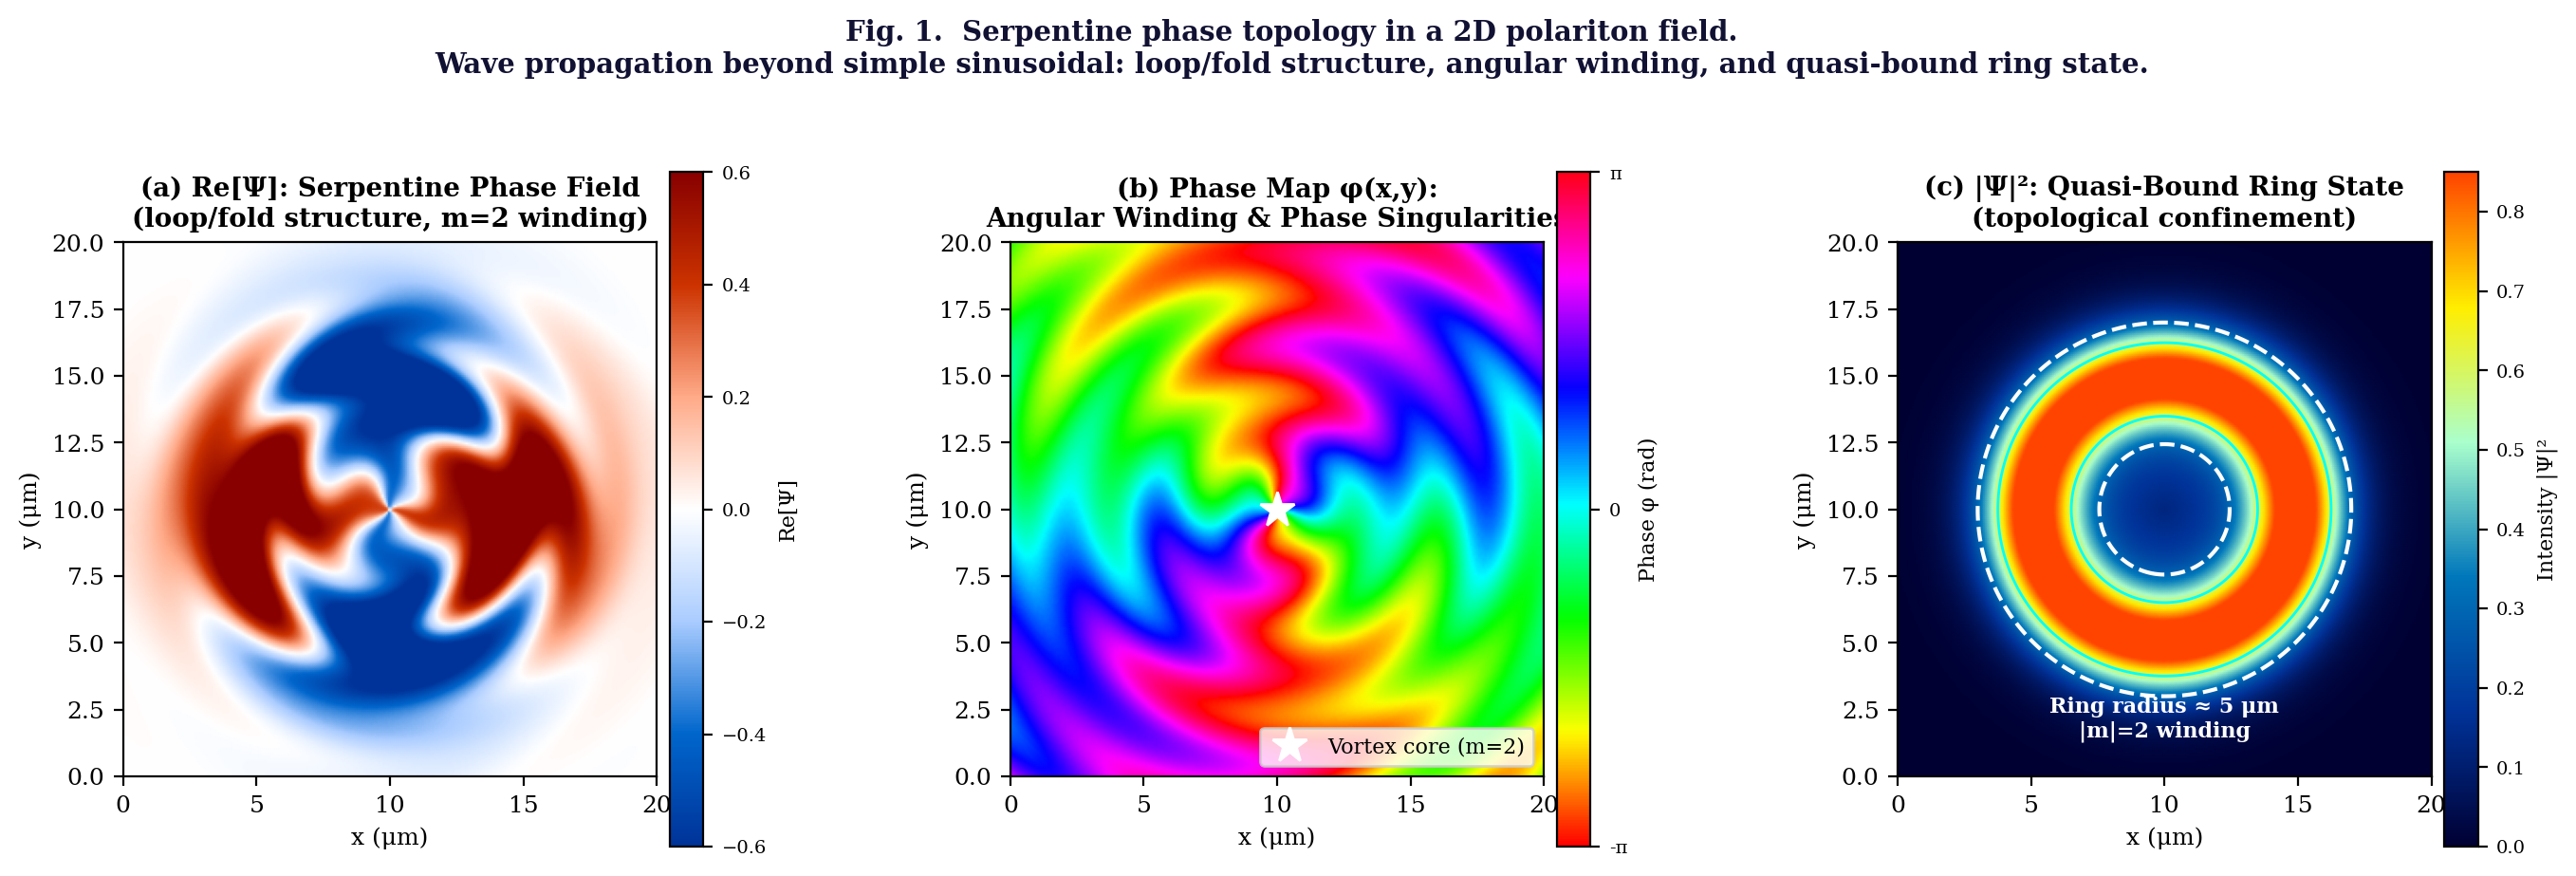 Fig. 1.  Serpentine phase topology in a 2D polariton field.
Wave propagation beyond simple sinusoidal: loop/fold structure, angular winding, and quasi-bound ring state.
(a) Re[Ψ]: Serpentine Phase Field
(loop/fold structure, m=2 winding)
20.0
17.5
15.0
12.5
10.0
7.5
5.0
2.5
0.0
y (μm)
0
5
10
15
20
x (μm)
0.6
0.4
0.2
0.0
−0.2
−0.4
−0.6
Re[Ψ]
(b) Phase Map φ(x,y):
Angular Winding & Phase Singularities
20.0
17.5
15.0
12.5
10.0
7.5
5.0
2.5
0.0
y (μm)
Vortex core (m=2)
0
5
10
15
20
x (μm)
π
0
-π
Phase φ (rad)
(c) |Ψ|²: Quasi-Bound Ring State
(topological confinement)
20.0
17.5
15.0
12.5
10.0
7.5
5.0
2.5
0.0
y (μm)
Ring radius ≈ 5 μm
|m|=2 winding
0
5
10
15
20
x (μm)
0.8
0.7
0.6
0.5
0.4
0.3
0.2
0.1
0.0
Intensity |Ψ|²